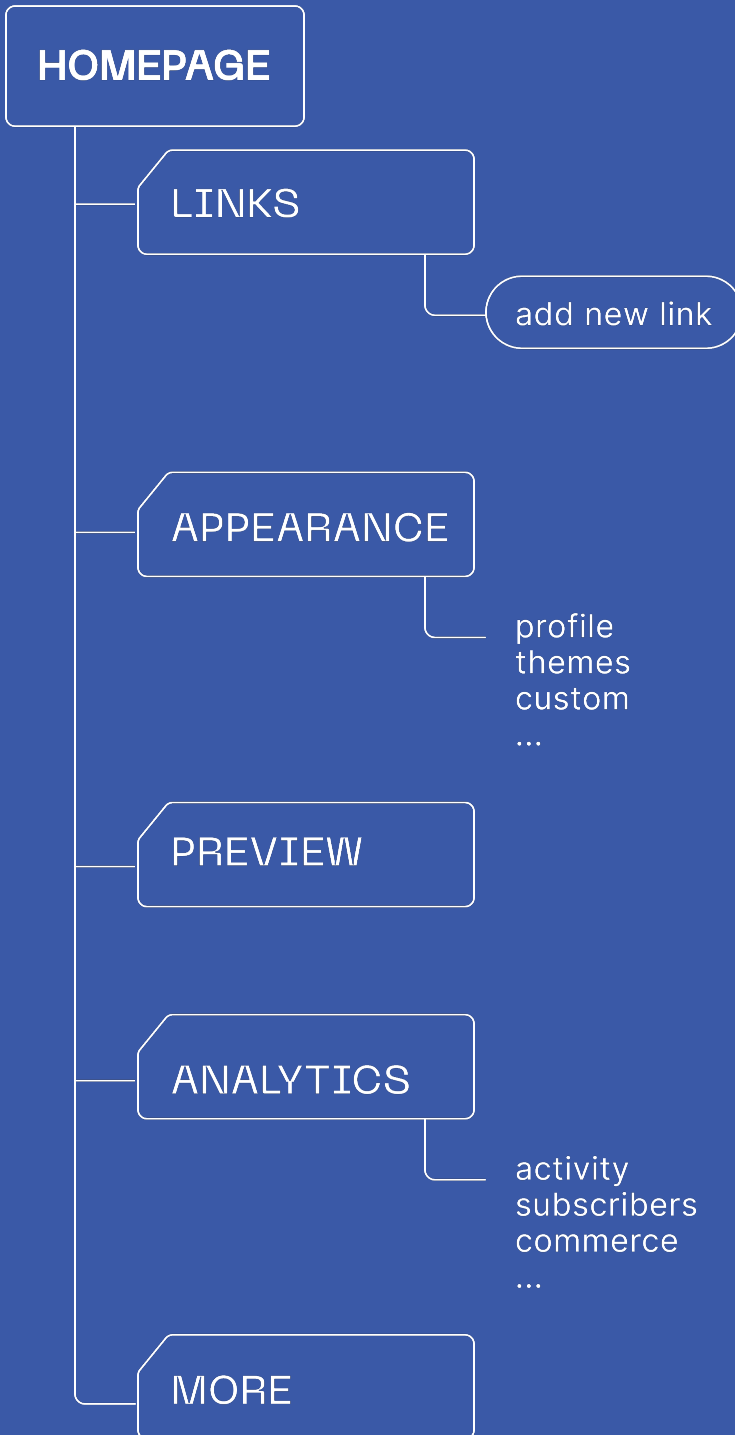 HOMEPAGE
LINKS
add new link
APPEARANCE
profile
themes
custom
...
PREVIEW
ANALYTICS
activity
subscribers
commerce
...
MORE